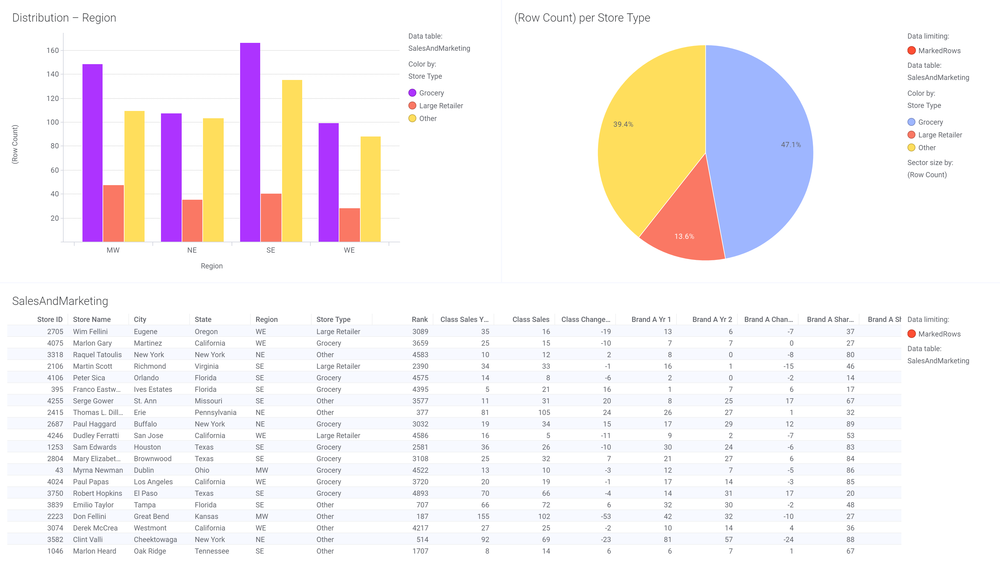 Distribution – Region
160
140
120
100
80
60
40
20
(Row Count)
MW NE SE WE
Region
Data table:
SalesAndMarketing
Color by:
Store Type
Grocery
Large Retailer
Other
(Row Count) per Store Type
39.4%
47.1%
13.6%
Data limiting:
MarkedRows
Data table:
SalesAndMarketing
Color by:
Store Type
Grocery
Large Retailer
Other
Sector size by:
(Row Count)
SalesAndMarketing
Store ID Store Name City State Region Store Type Rank Class Sales Y... Class Sales Class Change... Brand A Yr 1 Brand A Yr 2 Brand A Chan... Brand A Shar... Brand A Sh
2705 Wim Fellini Eugene Oregon WE Large Retailer 3089 35 16 -19 13 6 -7 37
4075 Marlon Gary Martinez California WE Grocery 3659 25 15 -10 7 7 0 27
3318 Raquel Tatoulis New York New York NE Other 4583 10 12 2 8 0 -8 80
2106 Martin Scott Richmond Virginia SE Large Retailer 2390 34 33 -1 16 1 -15 46
4106 Peter Sica Orlando Florida SE Grocery 4575 14 8 -6 2 0 -2 14
395 Franco Eastw... Ives Estates Florida SE Grocery 4395 5 21 16 1 7 6 17
4255 Serge Gower St. Ann Missouri SE Other 3577 11 31 20 8 25 17 67
2415 Thomas L. Dill... Erie Pennsylvania NE Other 377 81 105 24 26 27 1 32
2687 Paul Haggard Buffalo New York NE Grocery 3032 19 34 15 17 29 12 89
4246 Dudley Ferratti San Jose California WE Large Retailer 4586 16 5 -11 9 2 -7 53
1253 Sam Edwards Houston Texas SE Grocery 2581 36 26 -10 30 24 -6 83
2804 Mary Elizabet... Brownwood Texas SE Grocery 3108 25 32 7 21 27 6 84
43 Myrna Newman Dublin Ohio MW Grocery 4522 13 10 -3 12 7 -5 86
4024 Paul Papas Los Angeles California WE Grocery 3720 20 19 -1 17 14 -3 85
3750 Robert Hopkins El Paso Texas SE Grocery 4893 70 66 -4 14 31 17 20
3839 Emilio Taylor Tampa Florida SE Other 707 66 72 6 32 30 -2 48
2223 Don Fellini Great Bend Kansas MW Other 187 155 102 -53 42 32 -10 27
3074 Derek McCrea Westmont California WE Other 4217 27 25 -2 10 14 4 36
3582 Clint Valli Cheektowaga New York NE Other 514 92 69 -23 81 57 -24 88
1046 Marlon Heard Oak Ridge Tennessee SE Other 1707 8 14 6 6 7 1 67
Data limiting:
MarkedRows
Data table:
SalesAndMarketing